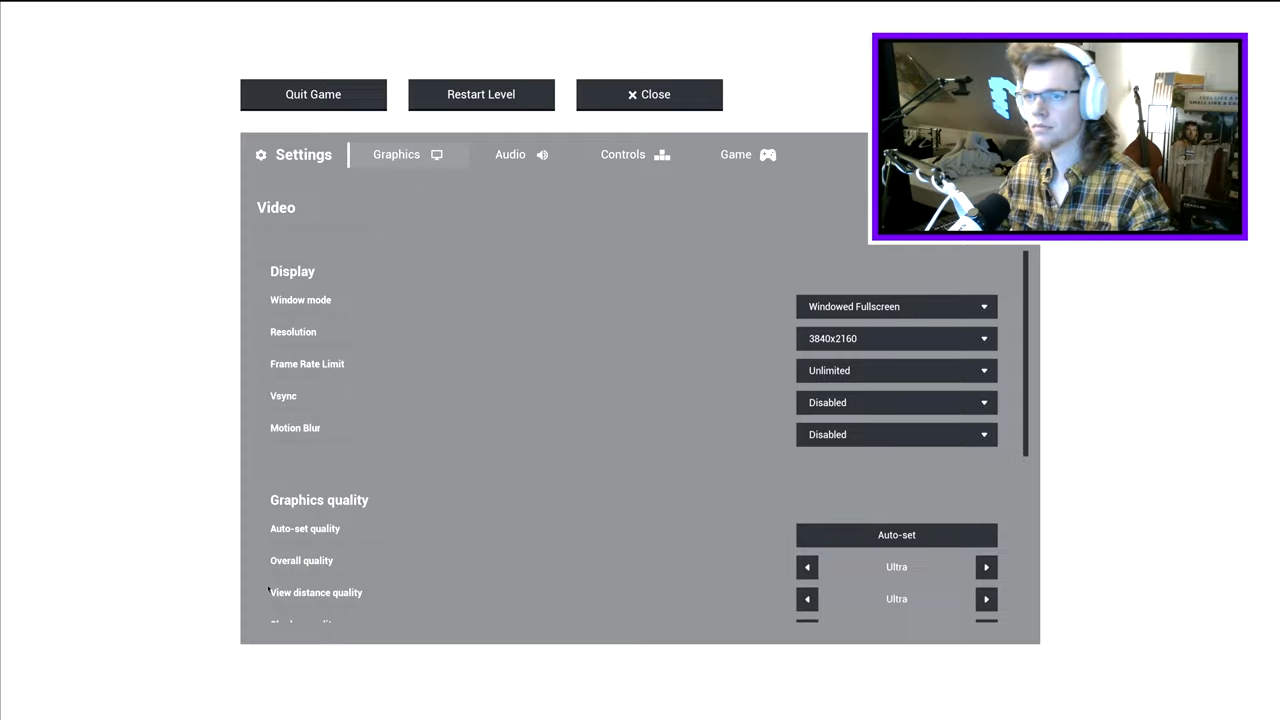 Quit Game
Restart Level
Close
Settings
Graphics
Audio
Controls
Game
Video
Display
Window mode
Windowed Fullscreen
Resolution
3840x2160
Frame Rate Limit
Unlimited
Vsync
Disabled
Motion Blur
Disabled
Graphics quality
Auto-set quality
Auto-set
Overall quality
Ultra
View distance quality
Ultra